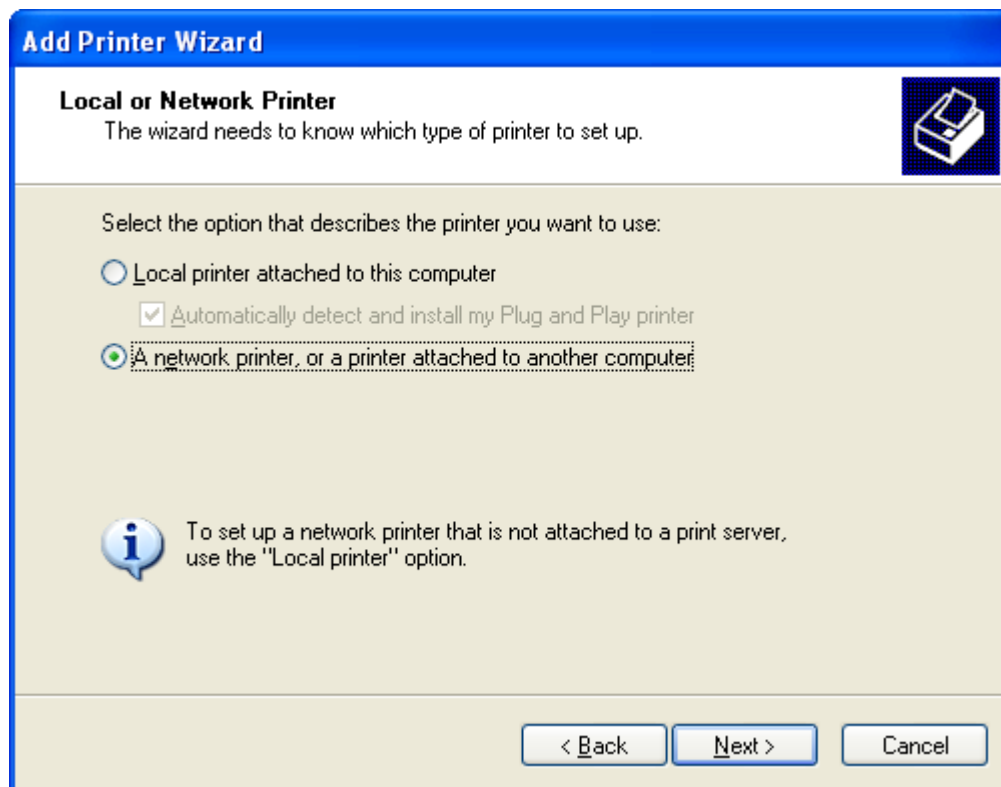 Add Printer Wizard
Local or Network Printer
The wizard needs to know which type of printer to set up.
Select the option that describes the printer you want to use:
Local printer attached to this computer
Automatically detect and install my Plug and Play printer
A network printer, or a printer attached to another computer
To set up a network printer that is not attached to a print server,
use the "Local printer" option.
< Back Next > Cancel